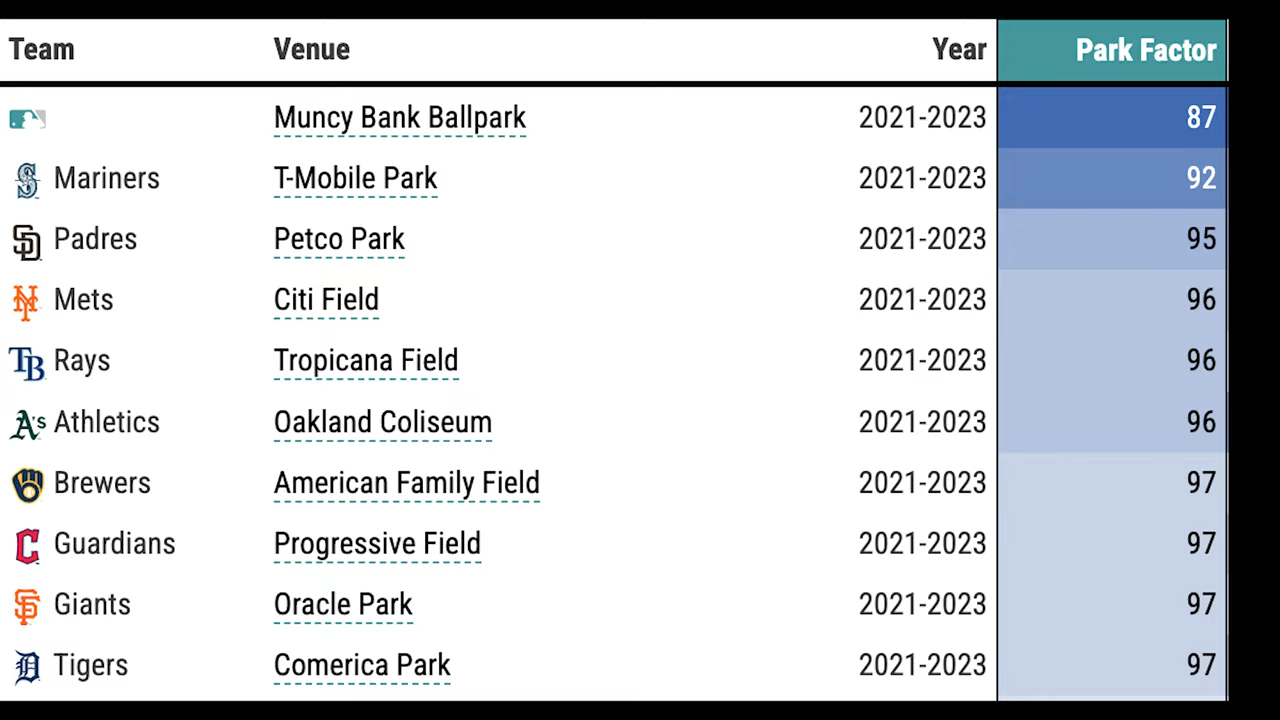 Team Venue Year Park Factor
Muncy Bank Ballpark 2021-2023 87
Mariners T-Mobile Park 2021-2023 92
Padres Petco Park 2021-2023 95
Mets Citi Field 2021-2023 96
TB Rays Tropicana Field 2021-2023 96
A's Athletics Oakland Coliseum 2021-2023 96
Brewers American Family Field 2021-2023 97
C Guardians Progressive Field 2021-2023 97
Giants Oracle Park 2021-2023 97
Tigers Comerica Park 2021-2023 97